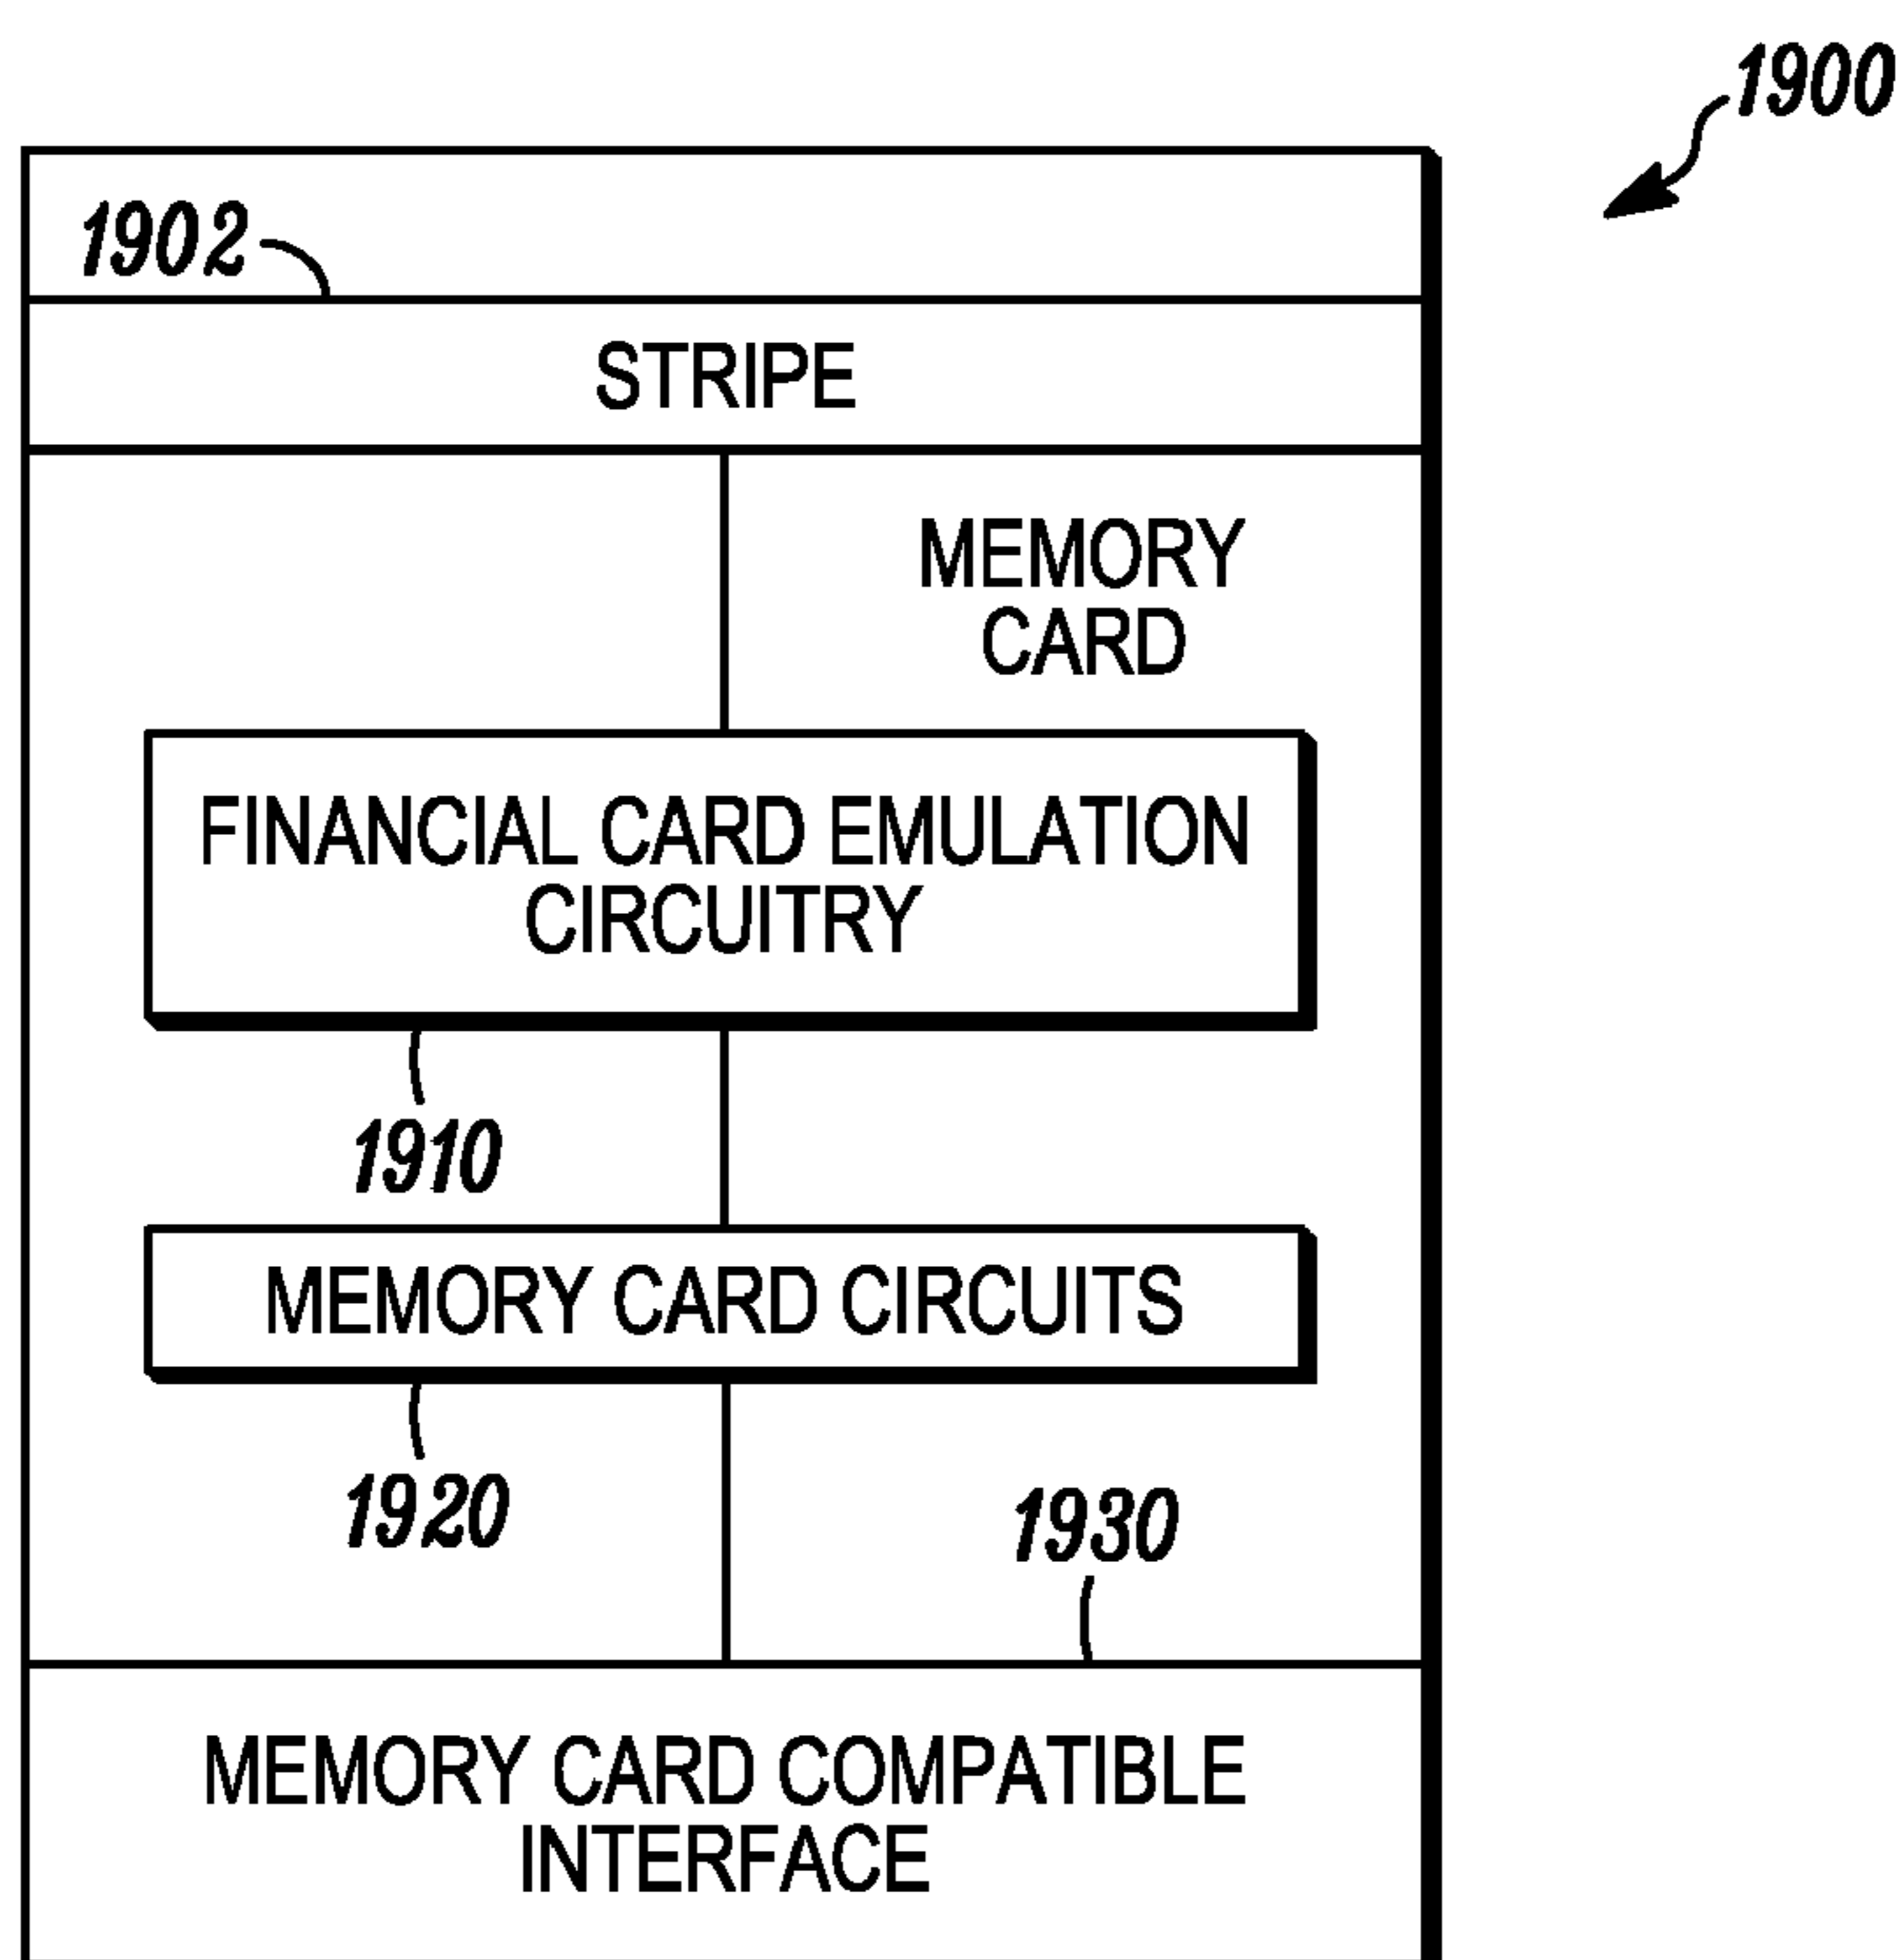 1900
1902
STRIPE
MEMORY
CARD
FINANCIAL CARD EMULATION
CIRCUITRY
1910
MEMORY CARD CIRCUITS
1920
1930
MEMORY CARD COMPATIBLE
INTERFACE